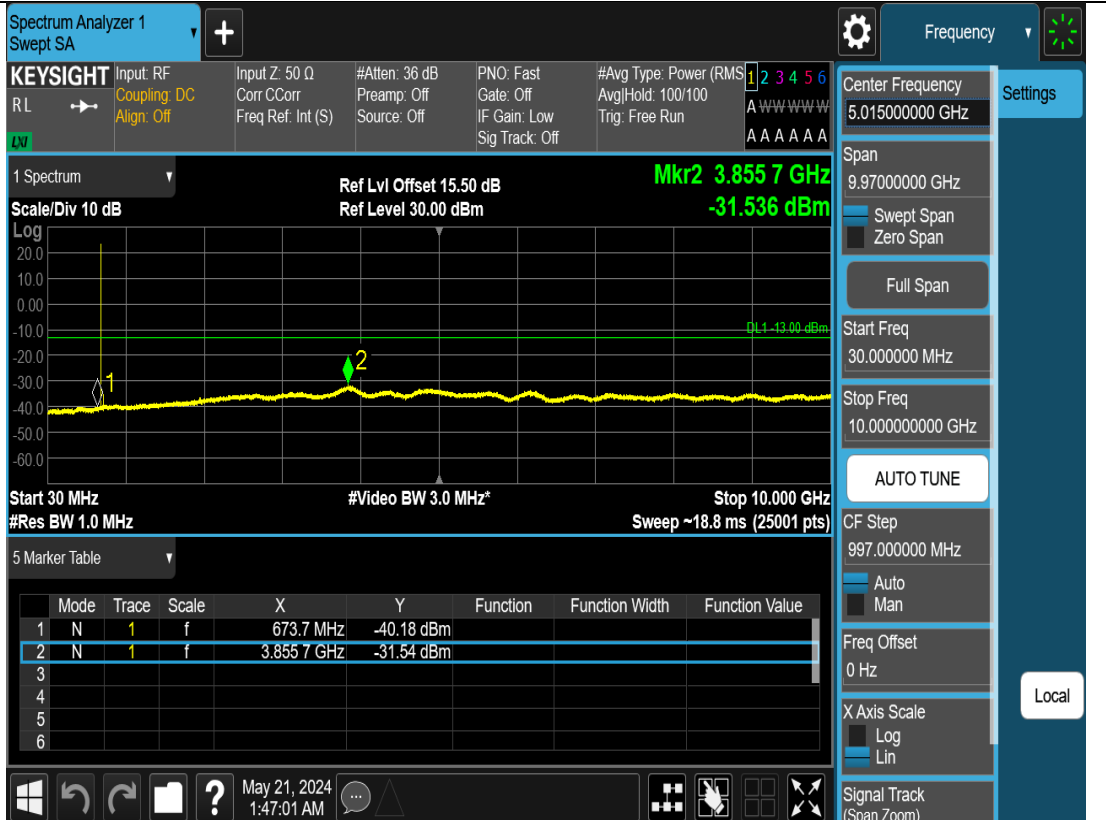 Spectrum Analyzer 1
Swept SA
+
Frequency
KEYSIGHT
RL
LXI
Input: RF
Coupling: DC
Align: Off
Input Z: 50 Ω
Corr CCorr
Freq Ref: Int (S)
#Atten: 36 dB
Preamp: Off
Source: Off
PNO: Fast
Gate: Off
IF Gain: Low
Sig Track: Off
#Avg Type: Power (RMS
Avg|Hold: 100/100
Trig: Free Run
1 2 3 4 5 6
A W W W W W
A A A A A A
1 Spectrum
Scale/Div 10 dB
Ref Lvl Offset 15.50 dB
Ref Level 30.00 dBm
Mkr2 3.855 7 GHz
-31.536 dBm
Log
20.0
10.0
0.00
-10.0
-20.0
-30.0
-40.0
-50.0
-60.0
DL1 -13.00 dBm
1
2
Start 30 MHz
#Video BW 3.0 MHz*
Stop 10.000 GHz
#Res BW 1.0 MHz
Sweep ~18.8 ms (25001 pts)
5 Marker Table
Mode Trace Scale X Y Function Function Width Function Value
1 N 1 f 673.7 MHz -40.18 dBm
2 N 1 f 3.855 7 GHz -31.54 dBm
3
4
5
6
Center Frequency
5.015000000 GHz
Span
9.97000000 GHz
Swept Span
Zero Span
Full Span
Start Freq
30.000000 MHz
Stop Freq
10.000000000 GHz
AUTO TUNE
CF Step
997.000000 MHz
Auto
Man
Freq Offset
0 Hz
X Axis Scale
Log
Lin
Signal Track
(Span Zoom)
Settings
Local
?
May 21, 2024
1:47:01 AM